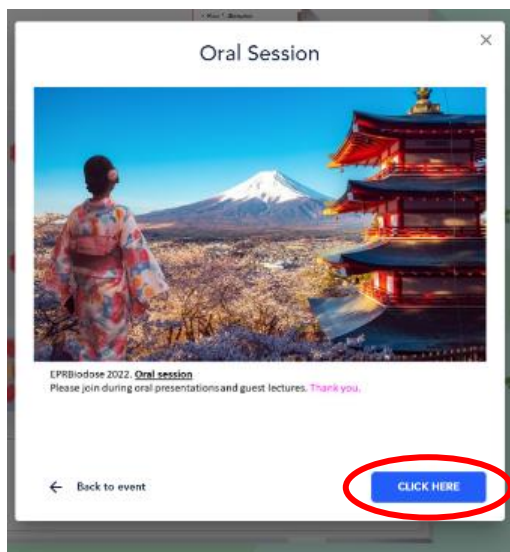 Oral Session
EPRBiodose 2022. Oral session
Please join during oral presentations and guest lectures. Thank you.
Back to event
CLICK HERE